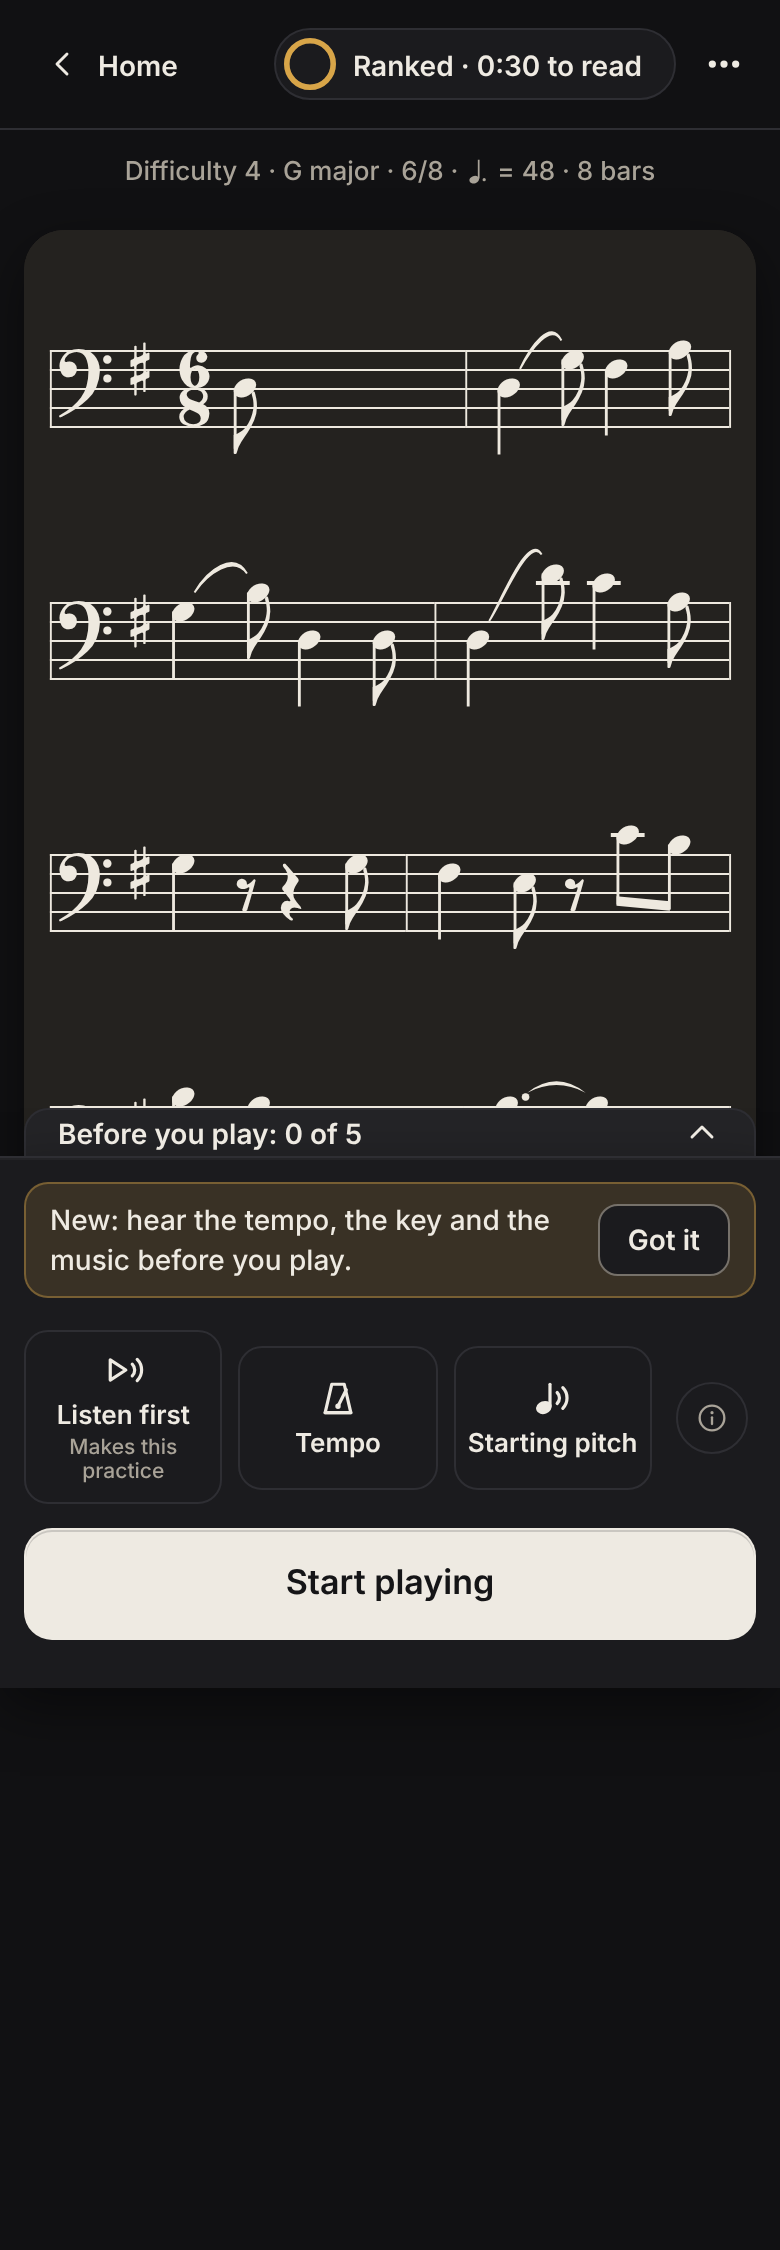 Home
Ranked · 0:30 to read
Difficulty 4 · G major · 6/8 · 𝅘𝅥. = 48 · 8 bars
6
8
Before you play: 0 of 5
New: hear the tempo, the key and the
music before you play.
Got it
Listen first
Makes this
practice
Tempo
Starting pitch
Start playing